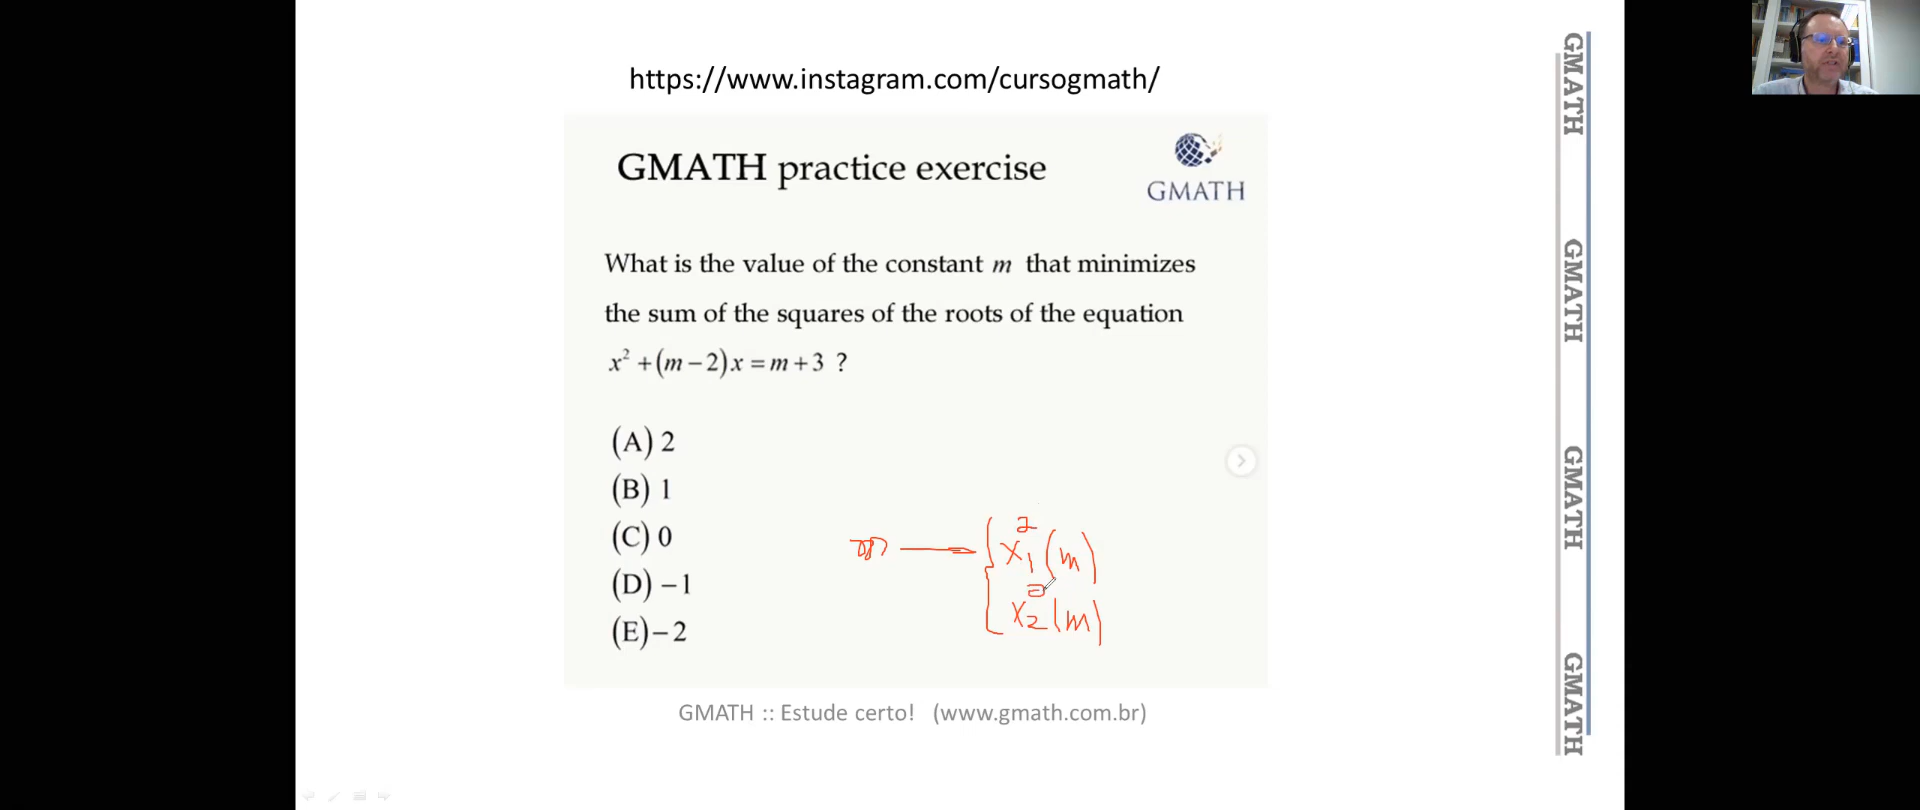 https://www.instagram.com/cursogmath/
GMATH practice exercise
GMATH
What is the value of the constant m that minimizes
the sum of the squares of the roots of the equation
x² + (m − 2)x = m + 3 ?
(A) 2
(B) 1
(C) 0
(D) −1
(E) −2
m
x₁²(m)
x₂²(m)
GMATH :: Estude certo! (www.gmath.com.br)
GMATH
GMATH
GMATH
GMATH